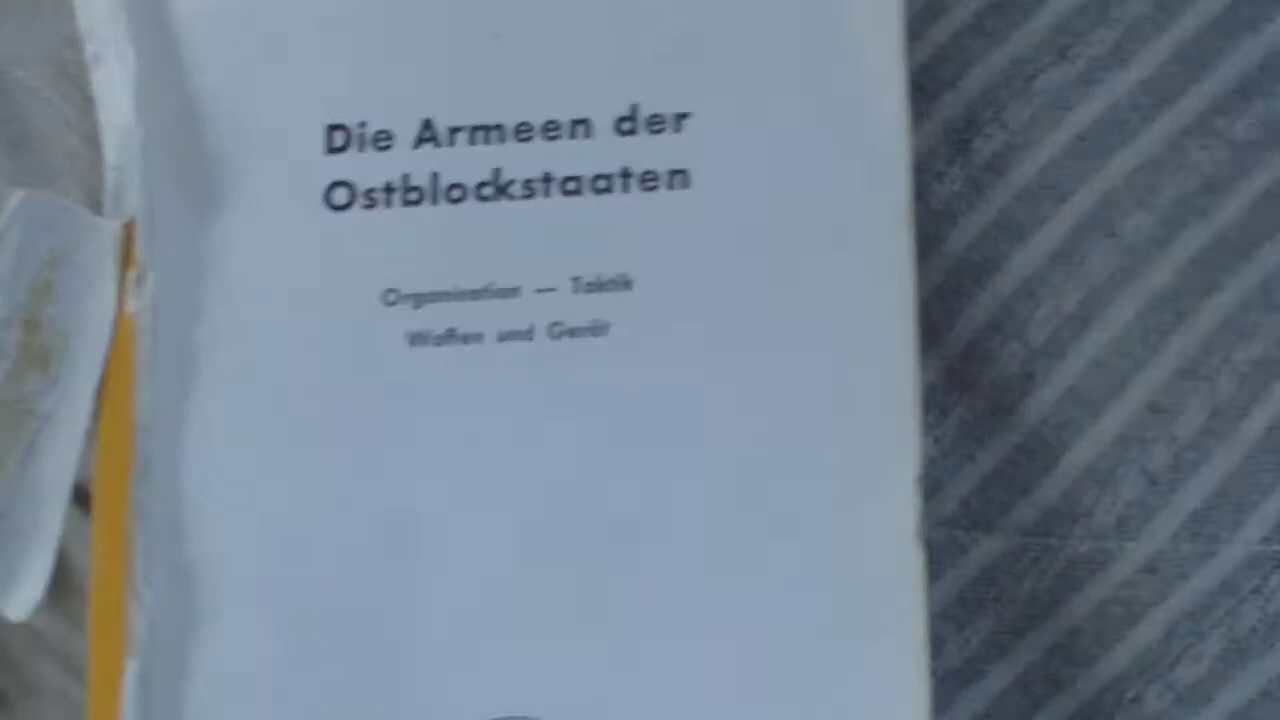 Die Armeen der
Ostblockstaaten
Organisation — Taktik
Waffen und Gerät